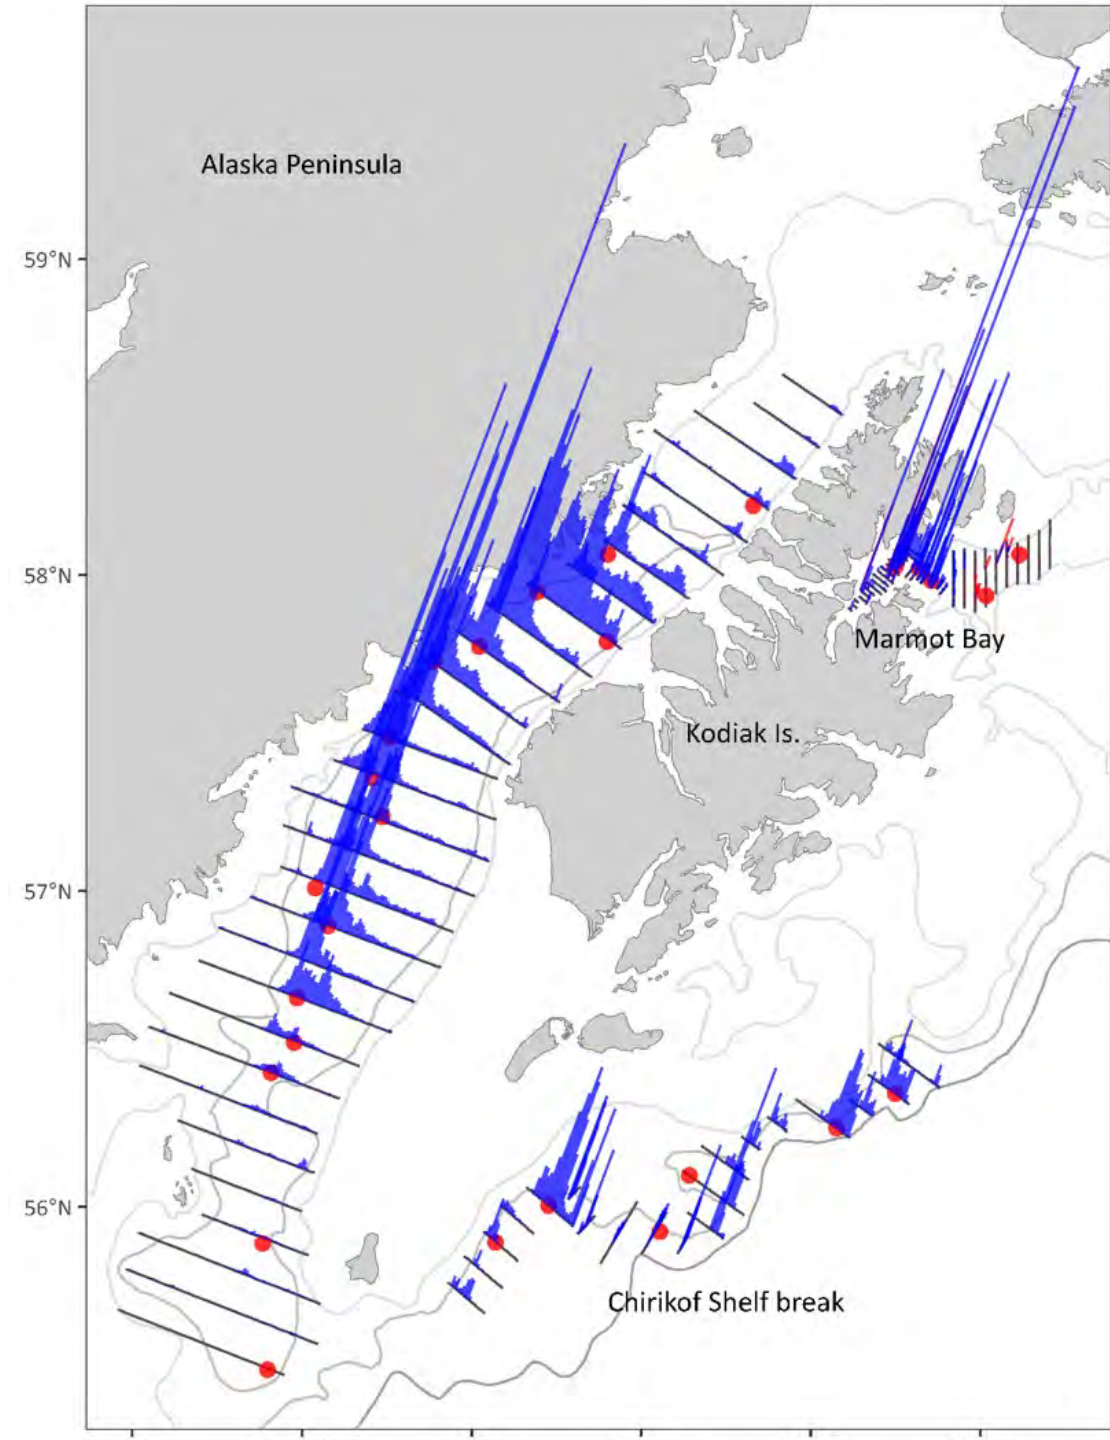 Alaska Peninsula
59°N
58°N
Marmot Bay
Kodiak Is.
57°N
56°N
Chirikof Shelf break